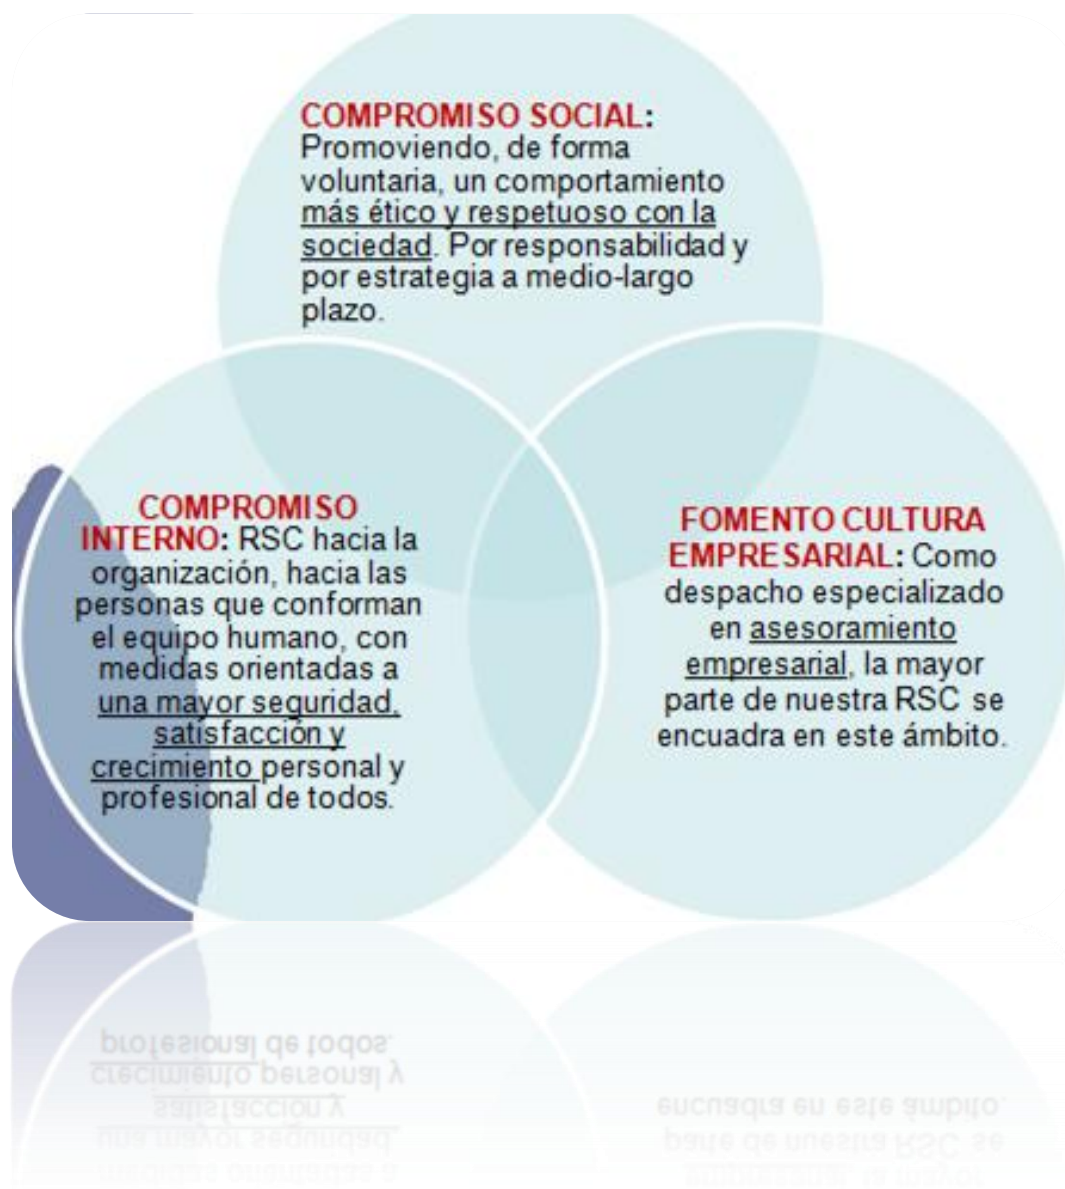 COMPROMISO SOCIAL:
Promoviendo, de forma
voluntaria, un comportamiento
más ético y respetuoso con la
sociedad. Por responsabilidad y
por estrategia a medio-largo
plazo.
COMPROMISO
INTERNO: RSC hacia la
organización, hacia las
personas que conforman
el equipo humano, con
medidas orientadas a
una mayor seguridad,
satisfacción y
crecimiento personal y
profesional de todos.
FOMENTO CULTURA
EMPRESARIAL: Como
despacho especializado
en asesoramiento
empresarial, la mayor
parte de nuestra RSC se
encuadra en este ámbito.